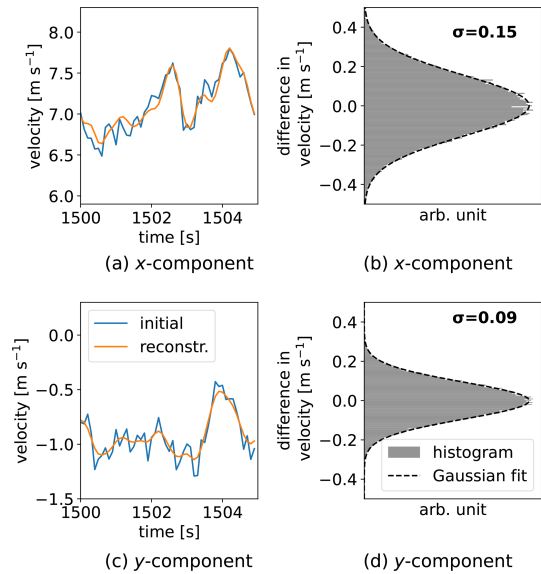 8.0
7.5
7.0
6.5
6.0
velocity [m s⁻¹]
1500
1502
1504
time [s]
(a) x-component
0.4
0.2
0.0
−0.2
−0.4
difference in
velocity [m s⁻¹]
σ=0.15
arb. unit
(b) x-component
0.0
−0.5
−1.0
−1.5
velocity [m s⁻¹]
initial
reconstr.
1500
1502
1504
time [s]
(c) y-component
0.4
0.2
0.0
−0.2
−0.4
difference in
velocity [m s⁻¹]
σ=0.09
histogram
Gaussian fit
arb. unit
(d) y-component